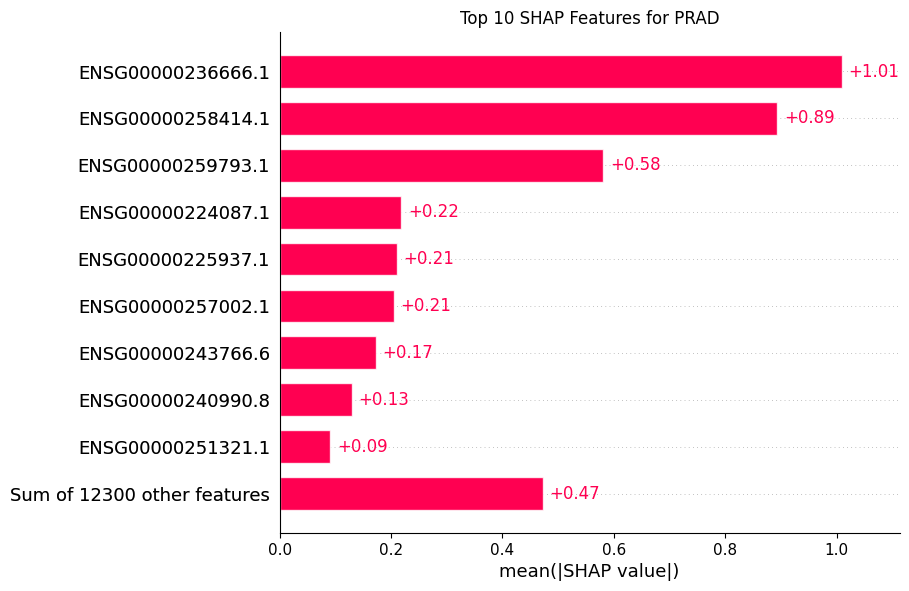 Top 10 SHAP Features for PRAD
ENSG00000236666.1 +1.01
ENSG00000258414.1 +0.89
ENSG00000259793.1 +0.58
ENSG00000224087.1 +0.22
ENSG00000225937.1 +0.21
ENSG00000257002.1 +0.21
ENSG00000243766.6 +0.17
ENSG00000240990.8 +0.13
ENSG00000251321.1 +0.09
Sum of 12300 other features +0.47
0.0 0.2 0.4 0.6 0.8 1.0
mean(|SHAP value|)